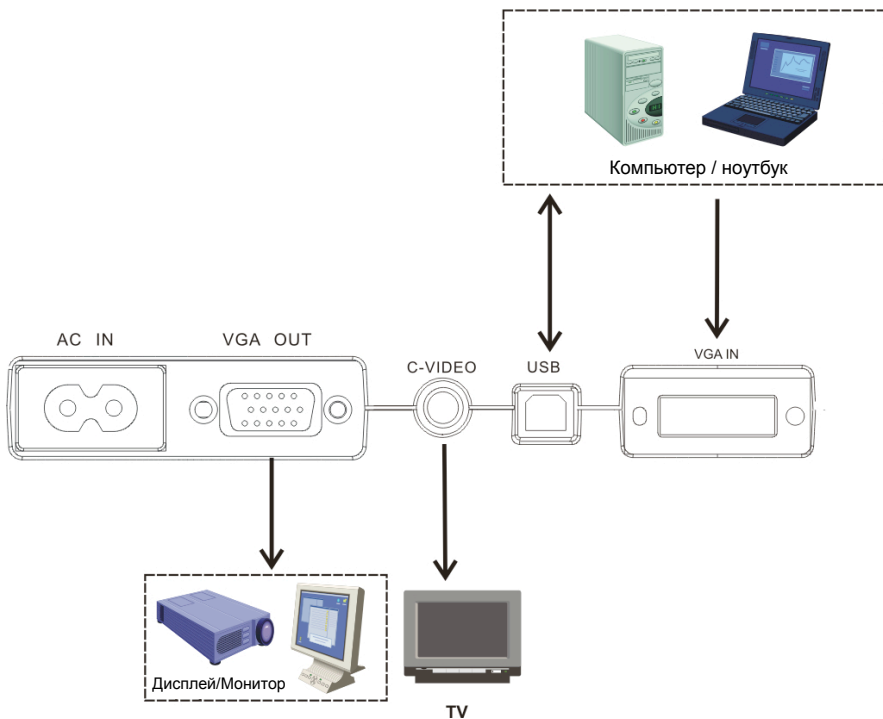 Компьютер / ноутбук
AC IN
VGA OUT
C-VIDEO
USB
VGA IN
Дисплей/Монитор
TV